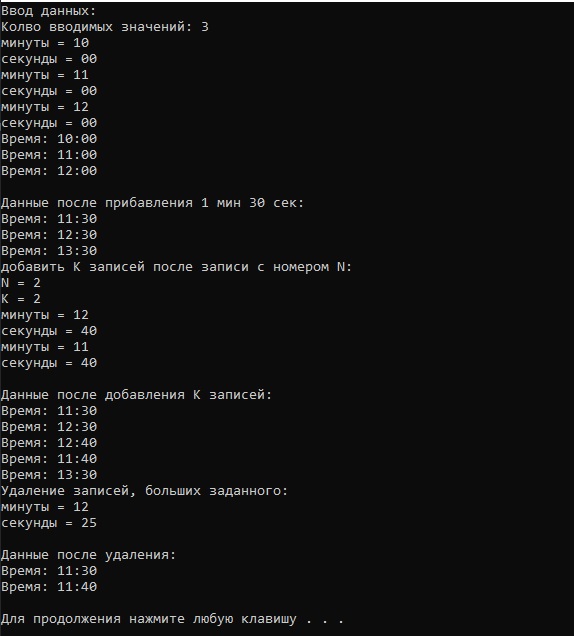 Ввод данных:
Колво вводимых значений: 3
минуты = 10
секунды = 00
минуты = 11
секунды = 00
минуты = 12
секунды = 00
Время: 10:00
Время: 11:00
Время: 12:00
Данные после прибавления 1 мин 30 сек:
Время: 11:30
Время: 12:30
Время: 13:30
добавить К записей после записи с номером N:
N = 2
К = 2
минуты = 12
секунды = 40
минуты = 11
секунды = 40
Данные после добавления К записей:
Время: 11:30
Время: 12:30
Время: 12:40
Время: 11:40
Время: 13:30
Удаление записей, больших заданного:
минуты = 12
секунды = 25
Данные после удаления:
Время: 11:30
Время: 11:40
Для продолжения нажмите любую клавишу . . .